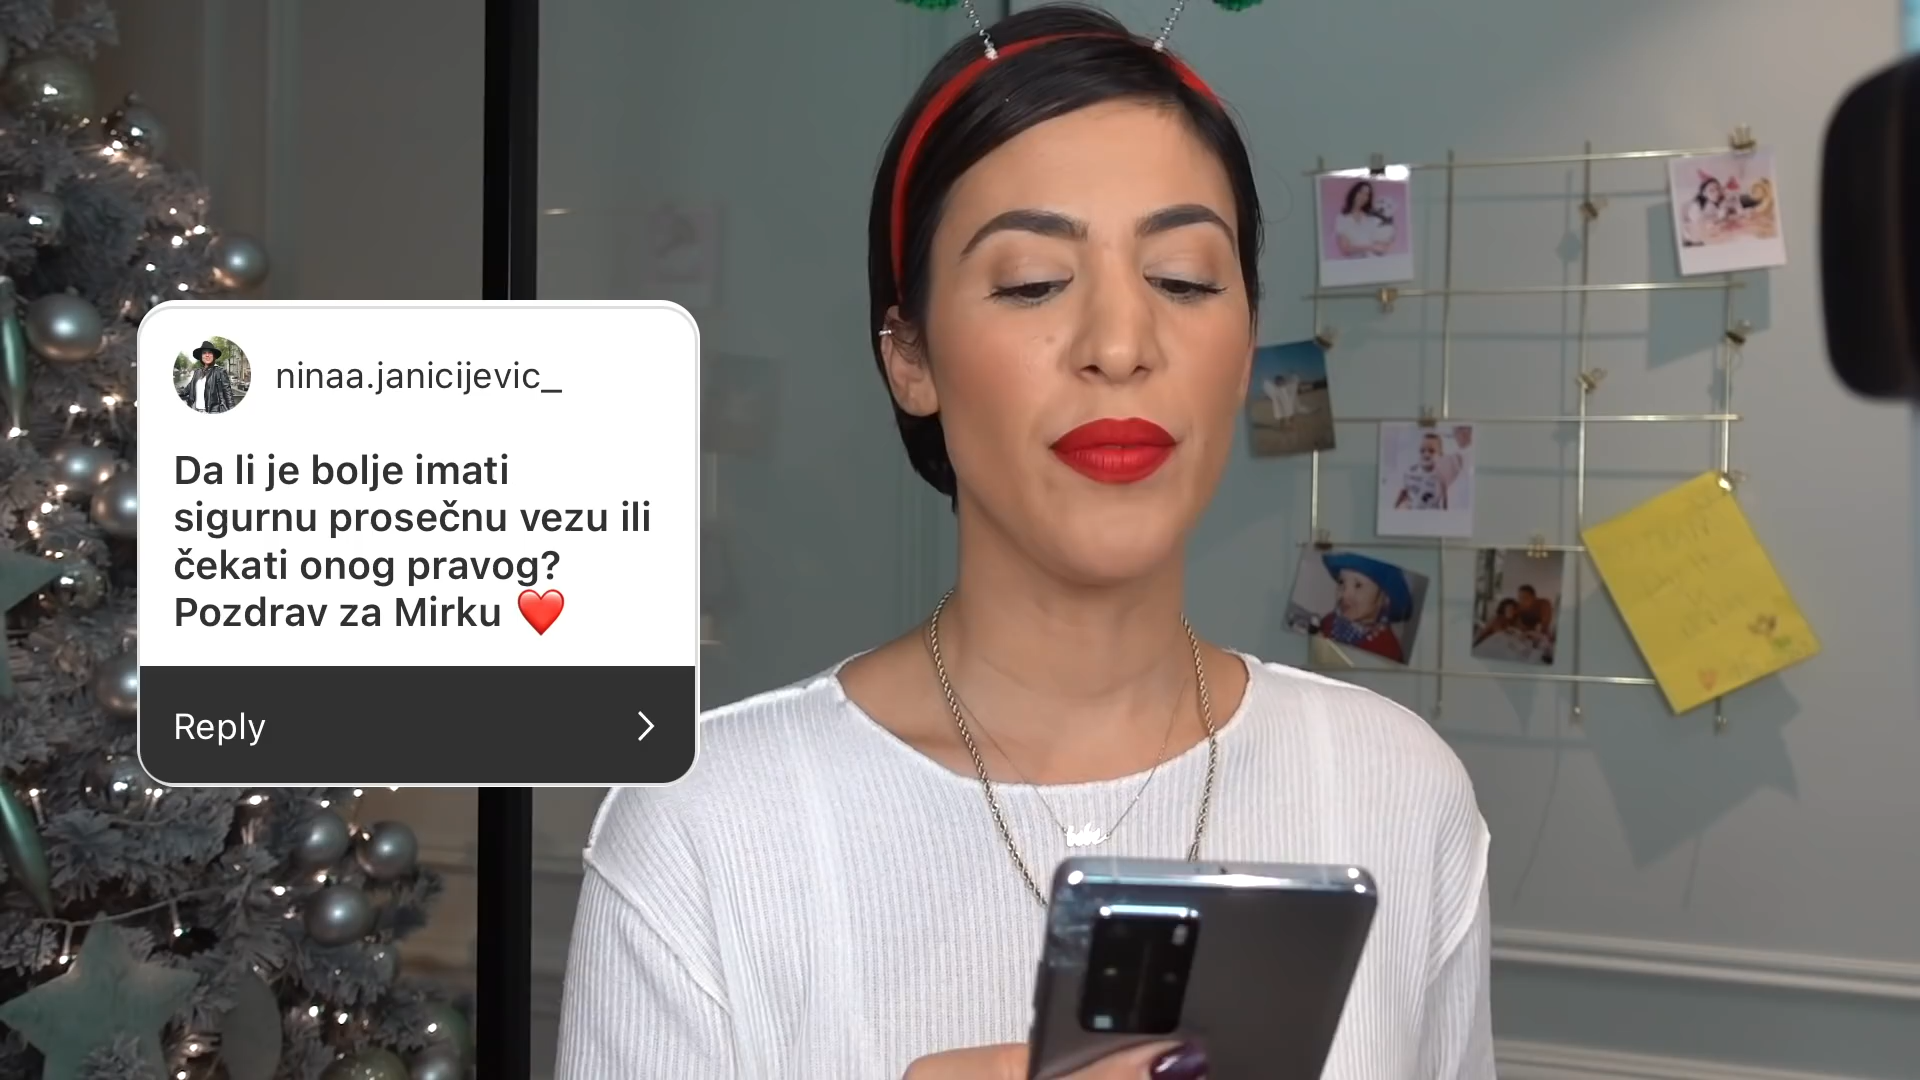 ninaa.janicijevic_
Da li je bolje imati
sigurnu prosečnu vezu ili
čekati onog pravog?
Pozdrav za Mirku ❤️
Reply